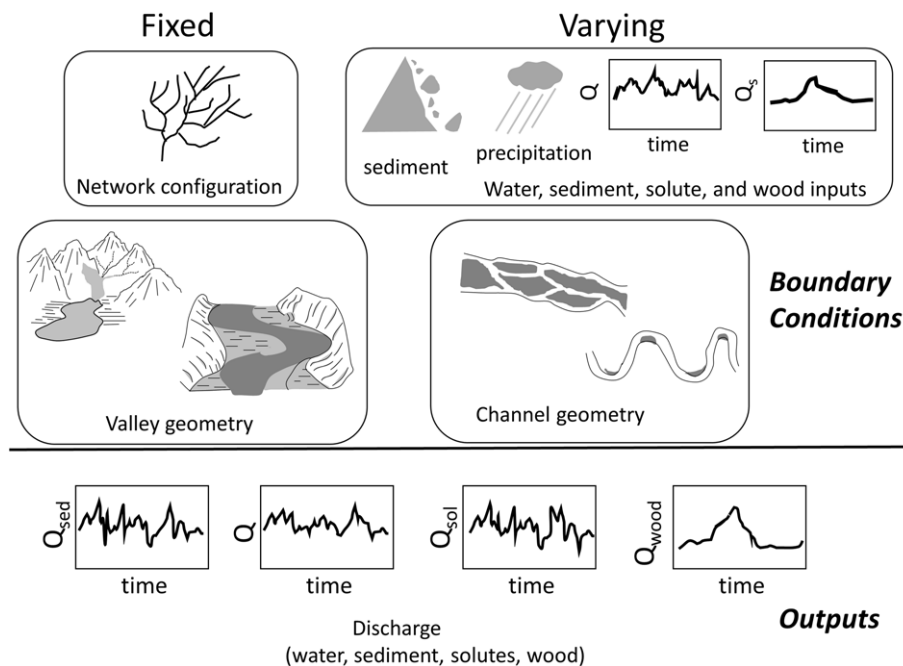 Fixed
Varying
Network configuration
sediment
precipitation
Q
time
Qs
time
Water, sediment, solute, and wood inputs
Valley geometry
Channel geometry
Boundary
Conditions
Qsed
time
Q
time
Qsol
time
Qwood
time
Discharge
(water, sediment, solutes, wood)
Outputs